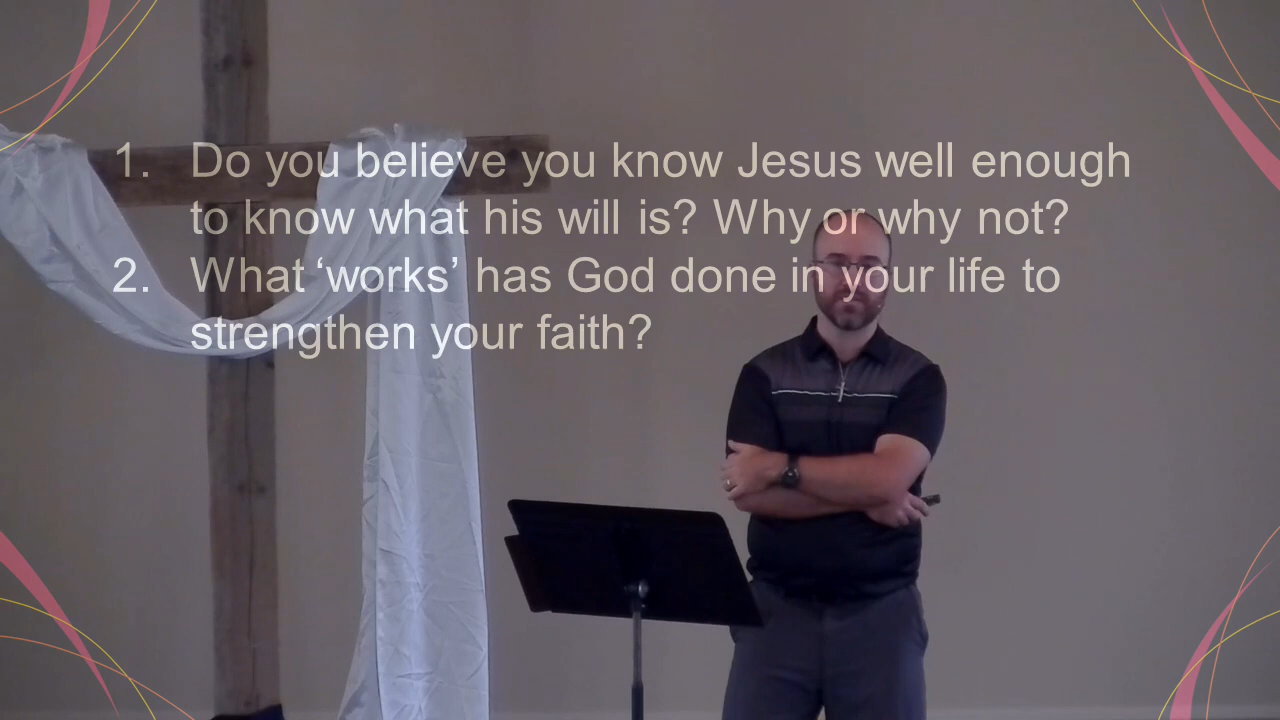 1. Do you believe you know Jesus well enough
to know what his will is? Why or why not?
2. What ‘works’ has God done in your life to
strengthen your faith?